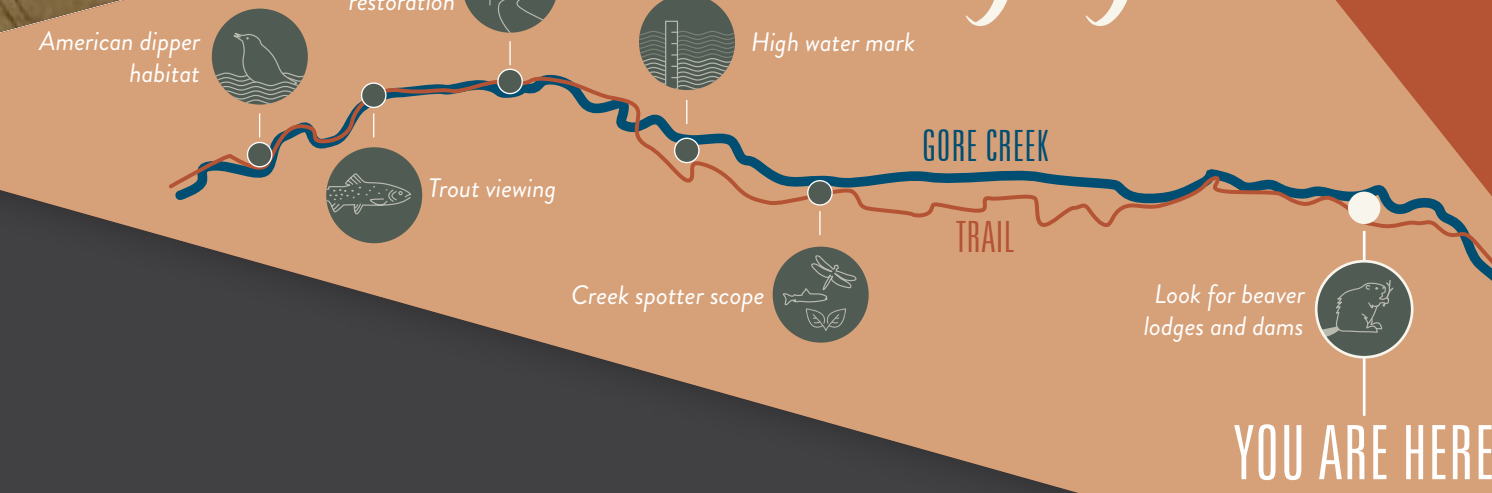 restoration
American dipper
habitat
High water mark
GORE CREEK
Trout viewing
TRAIL
Creek spotter scope
Look for beaver
lodges and dams
YOU ARE HERE